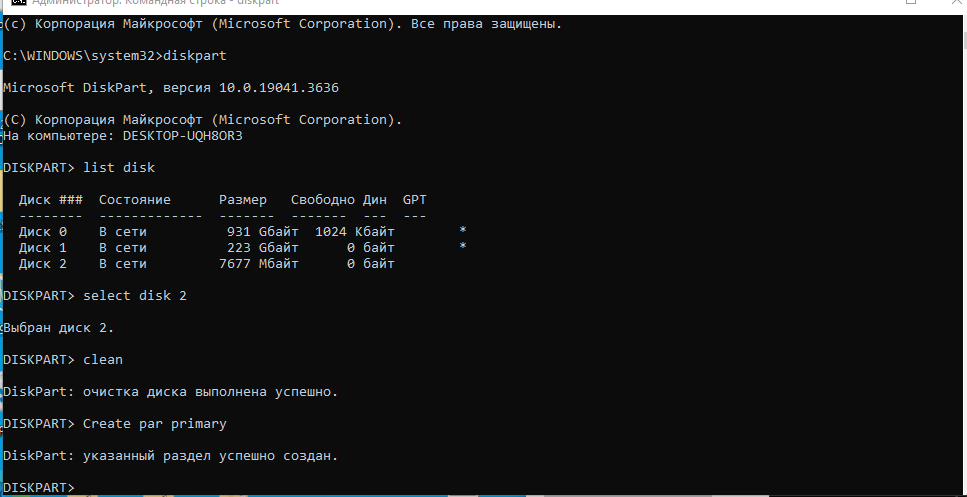 Администратор: Командная строка - diskpart
(c) Корпорация Майкрософт (Microsoft Corporation). Все права защищены.
C:\WINDOWS\system32>diskpart
Microsoft DiskPart, версия 10.0.19041.3636
(C) Корпорация Майкрософт (Microsoft Corporation).
На компьютере: DESKTOP-UQH8OR3
DISKPART> list disk
Диск ###  Состояние      Размер   Свободно Дин  GPT
--------  -------------  -------  -------  ---  ---
Диск 0    В сети          931 Gбайт  1024 Kбайт        *
Диск 1    В сети          223 Gбайт      0 байт        *
Диск 2    В сети         7677 Mбайт      0 байт
DISKPART> select disk 2
Выбран диск 2.
DISKPART> clean
DiskPart: очистка диска выполнена успешно.
DISKPART> Create par primary
DiskPart: указанный раздел успешно создан.
DISKPART>